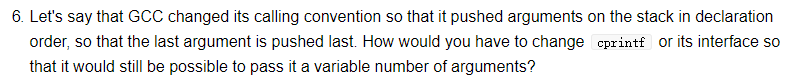 6. Let's say that GCC changed its calling convention so that it pushed arguments on the stack in declaration
order, so that the last argument is pushed last. How would you have to change cprintf or its interface so
that it would still be possible to pass it a variable number of arguments?